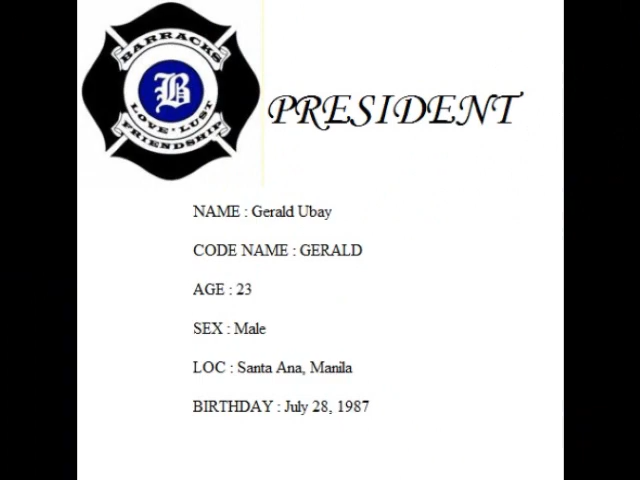 BARRACKS
B
LOVE * LUST
FRIENDSHIP
PRESIDENT
NAME : Gerald Ubay
CODE NAME : GERALD
AGE : 23
SEX : Male
LOC : Santa Ana, Manila
BIRTHDAY : July 28, 1987